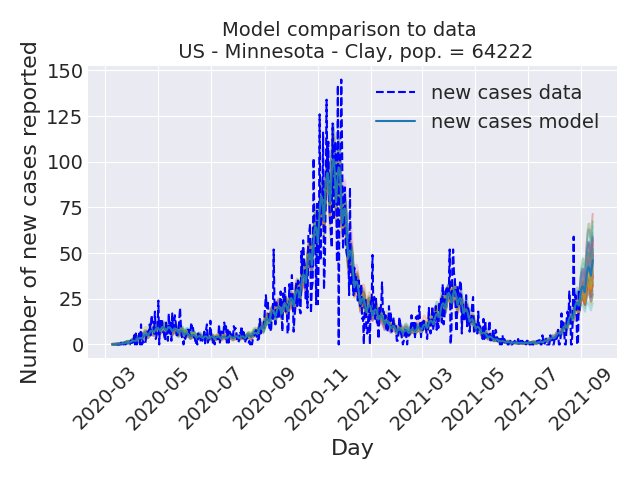 Model comparison to data
US - Minnesota - Clay, pop. = 64222
Number of new cases reported
150
125
100
75
50
25
0
new cases data
new cases model
2020-03
2020-05
2020-07
2020-09
2020-11
2021-01
2021-03
2021-05
2021-07
2021-09
Day